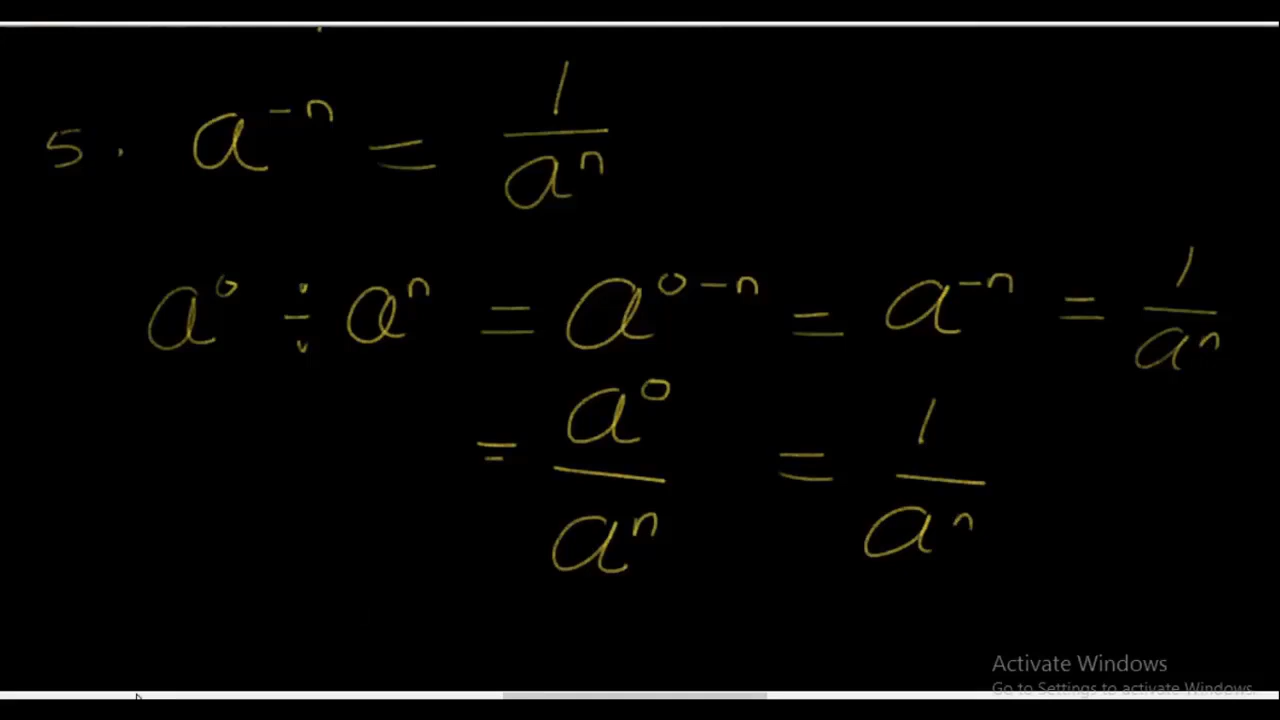 5. a⁻ⁿ = 1/aⁿ
a⁰ ÷ aⁿ = a⁰⁻ⁿ = a⁻ⁿ = 1/aⁿ
= a⁰/aⁿ = 1/aⁿ
Activate Windows
Go to Settings to activate Windows.